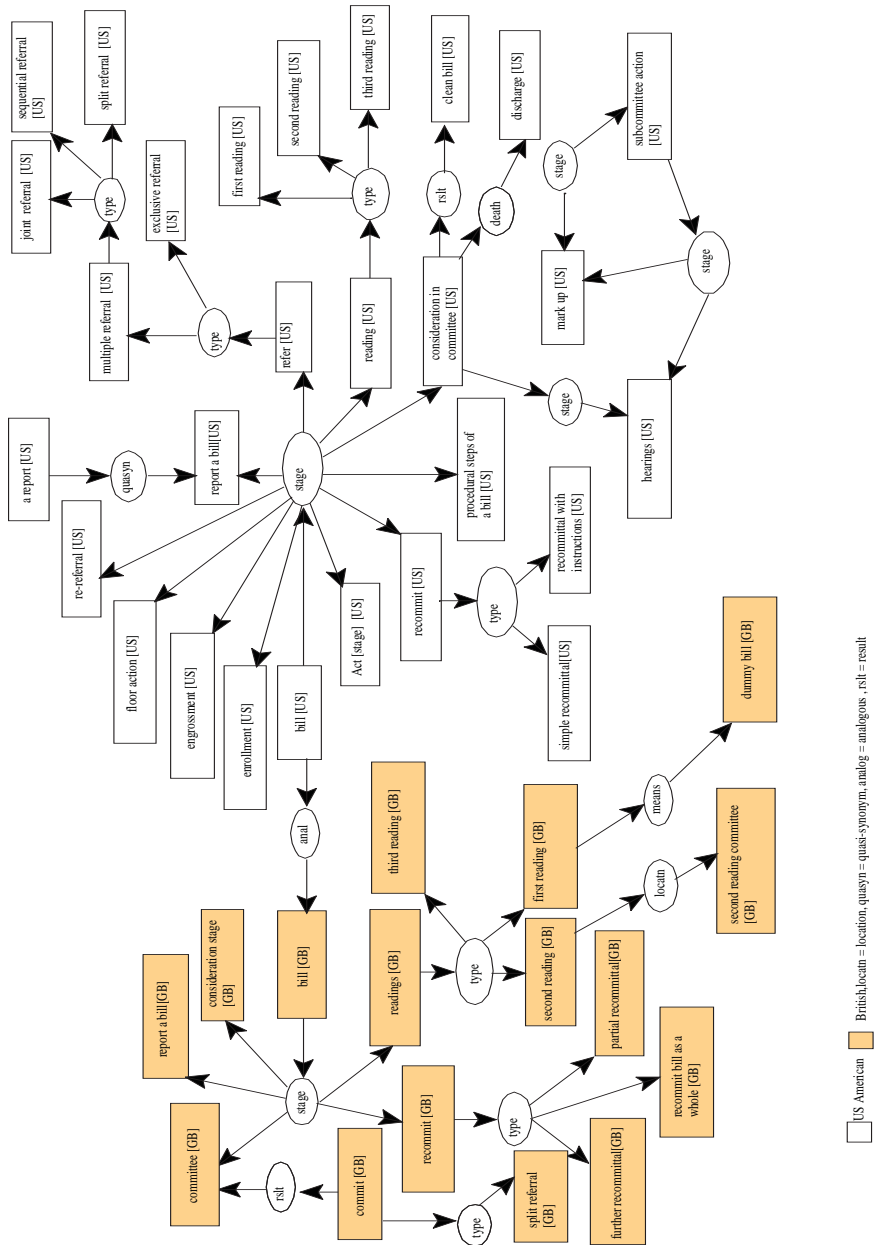 joint  referral  [US]
sequential referral
[US]
split referral  [US]
type
multiple referral  [US]
exclusive referral
[US]
type
refer [US]
first reading [US]
second reading [US]
third reading [US]
type
reading [US]
clean bill [US]
rslt
discharge [US]
death
consideration in
committee [US]
stage
hearings [US]
mark up [US]
stage
subcommittee action
[US]
stage
a report [US]
quasyn
report a bill[US]
stage
re-referral [US]
floor action [US]
engrossment [US]
enrollment [US]
bill [US]
Act [stage]  [US]
recommit [US]
procedural steps of
a bill [US]
type
simple recommittal[US]
recommittal with
instructions [US]
anal
bill [GB]
stage
committee [GB]
report a bill[GB]
consideration stage
[GB]
readings [GB]
type
third reading [GB]
first reading [GB]
second reading [GB]
means
dummy bill [GB]
locatn
second reading committee
[GB]
rslt
commit [GB]
type
split referral
[GB]
recommit [GB]
type
further recommittal[GB]
recommit bill as a
whole [GB]
partial recommittal[GB]
US American
British,locatn = location, quasyn = quasi-synonym, analog = analogous , rslt = result